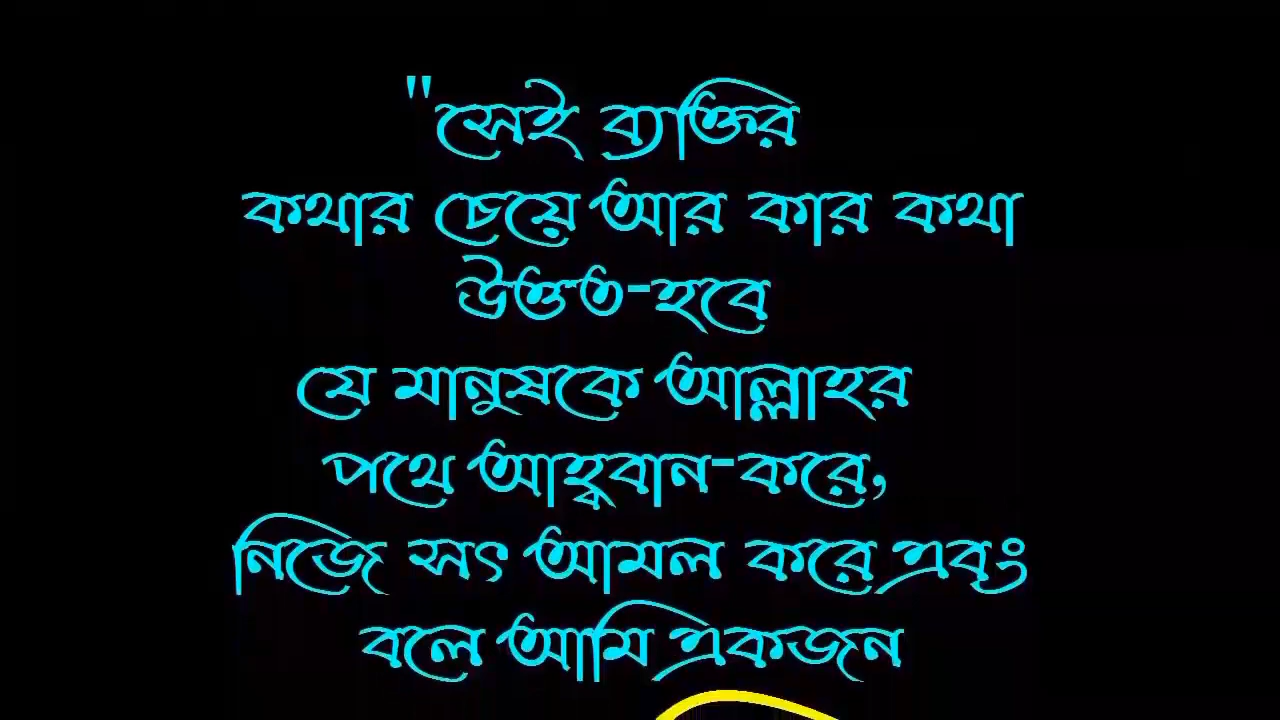 "সেই ব্যক্তির
কথার চেয়ে আর কার কথা
উত্তত-হবে
যে মানুষকে আল্লাহর
পথে আহ্বান-করে,
নিজে সৎ আমল করে এবং
বলে আমি একজন